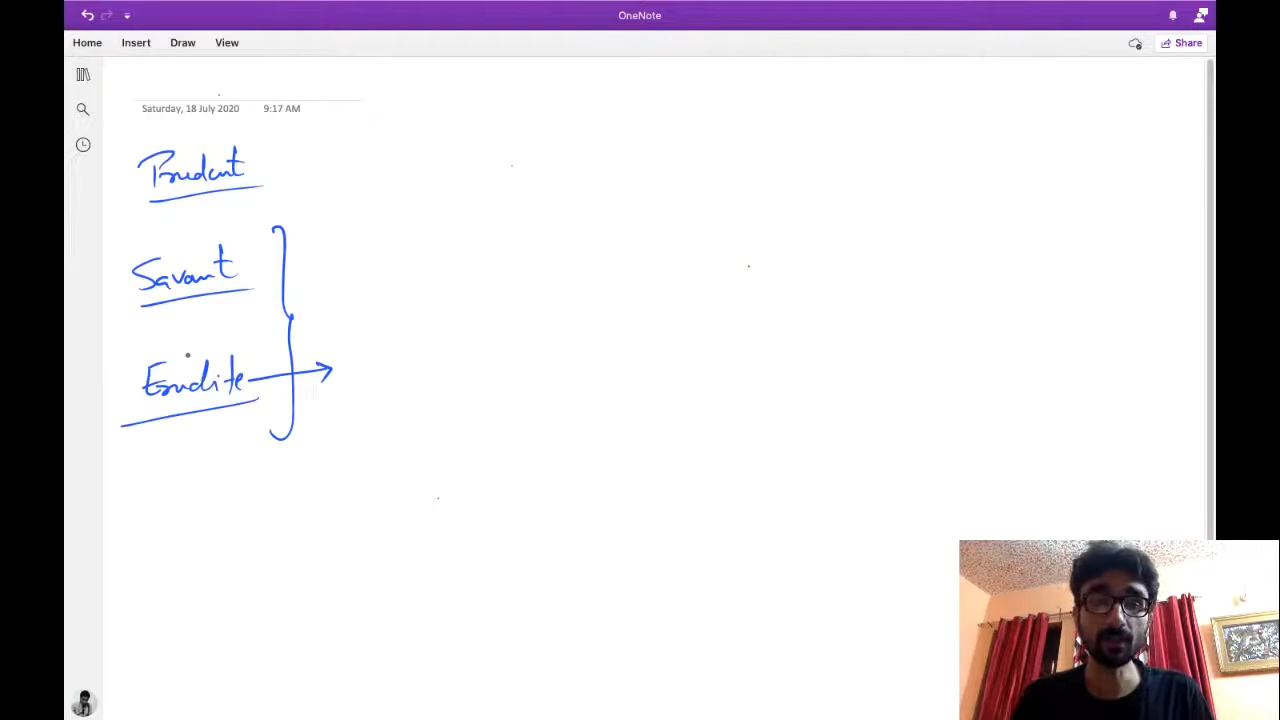 OneNote
Home Insert Draw View Share
Saturday, 18 July 2020 9:17 AM
Prudent
Savant
Erudite